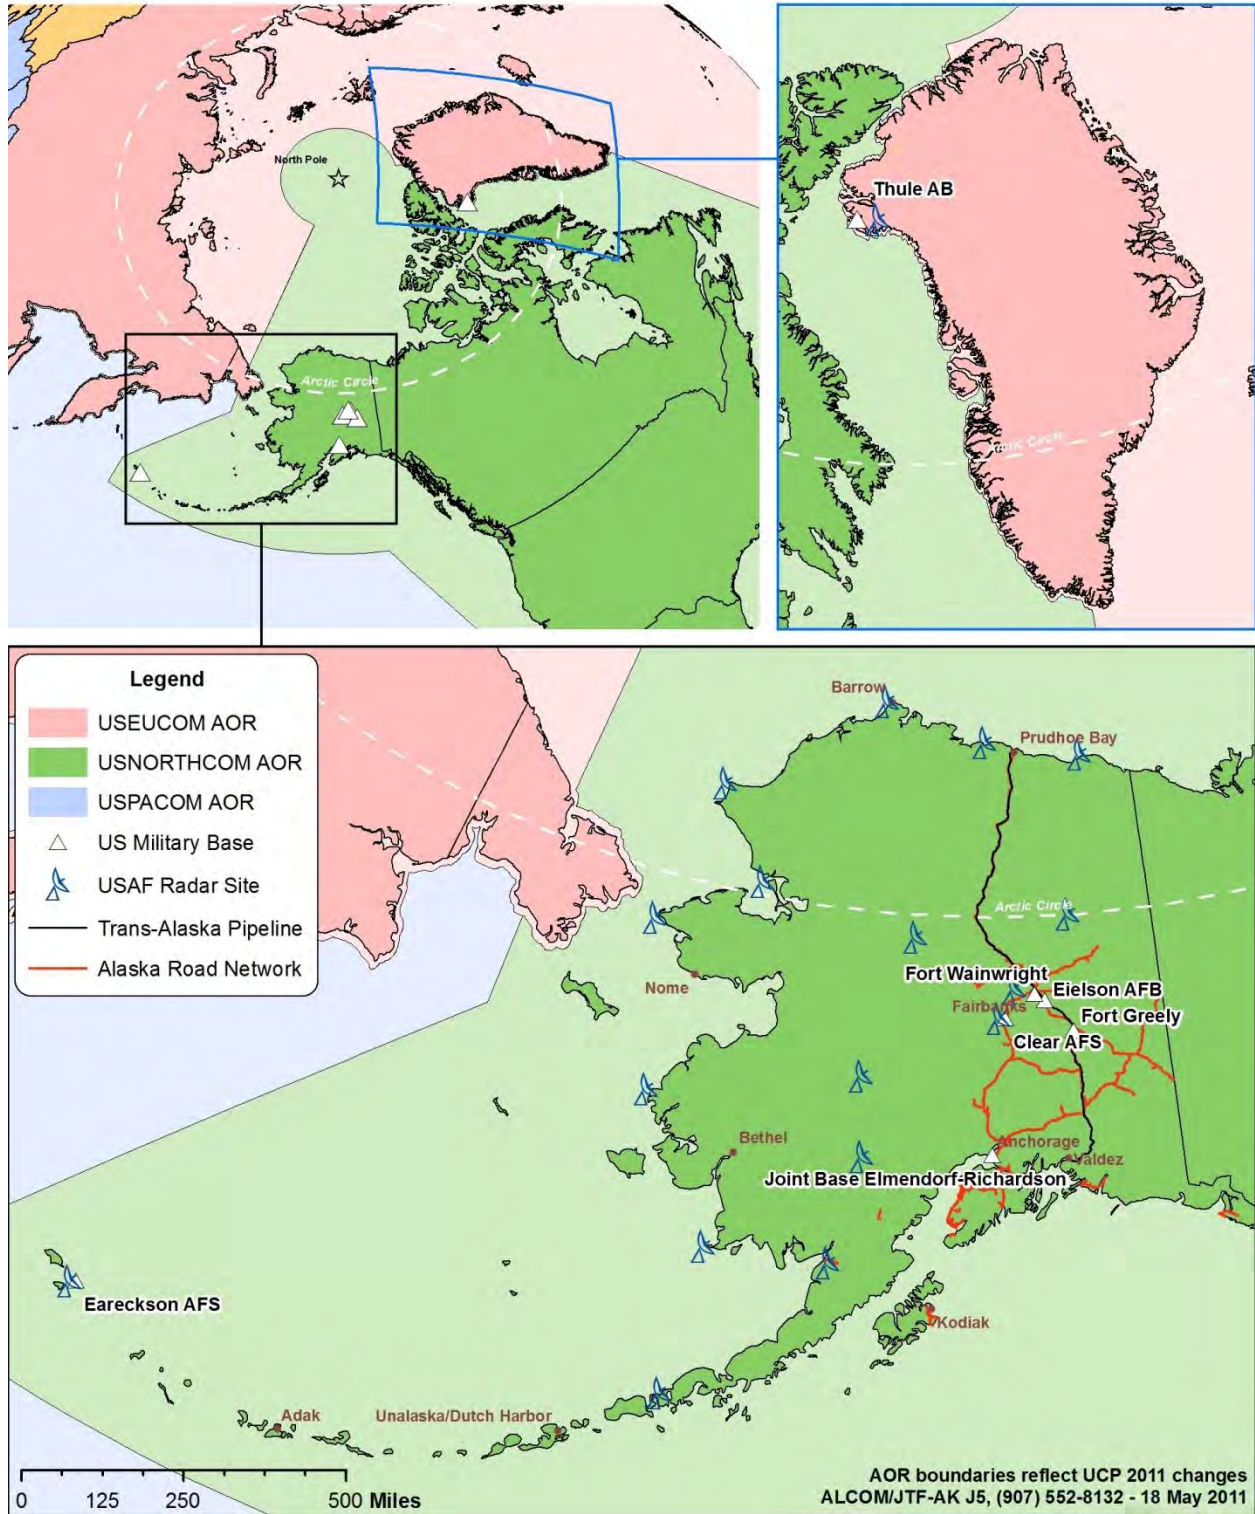 North Pole
Arctic Circle
Thule AB
Arctic Circle
Legend
USEUCOM AOR
USNORTHCOM AOR
USPACOM AOR
US Military Base
USAF Radar Site
Trans-Alaska Pipeline
Alaska Road Network
Barrow
Prudhoe Bay
Arctic Circle
Fort Wainwright
Nome
Eielson AFB
Fairbanks
Fort Greely
Clear AFS
Bethel
Anchorage
Valdez
Joint Base Elmendorf-Richardson
Eareckson AFS
Kodiak
Adak
Unalaska/Dutch Harbor
0 125 250 500 Miles
AOR boundaries reflect UCP 2011 changes
ALCOM/JTF-AK J5, (907) 552-8132 - 18 May 2011